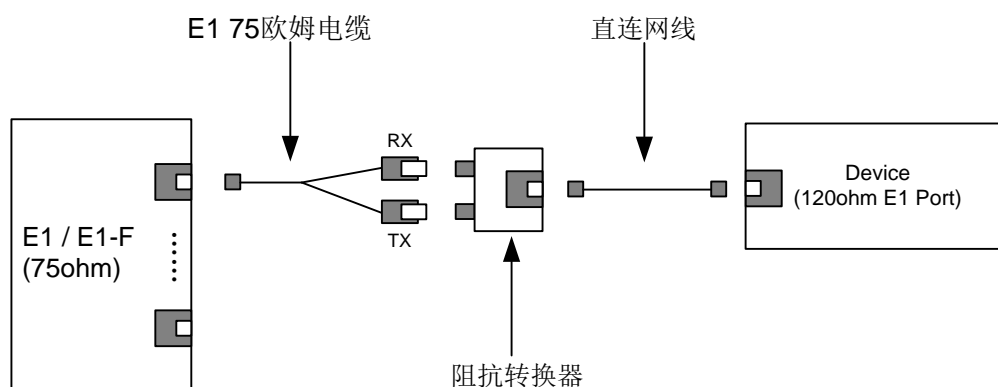 E1 75欧姆电缆
直连网线
RX
TX
E1 / E1-F
(75ohm)
Device
(120ohm E1 Port)
阻抗转换器